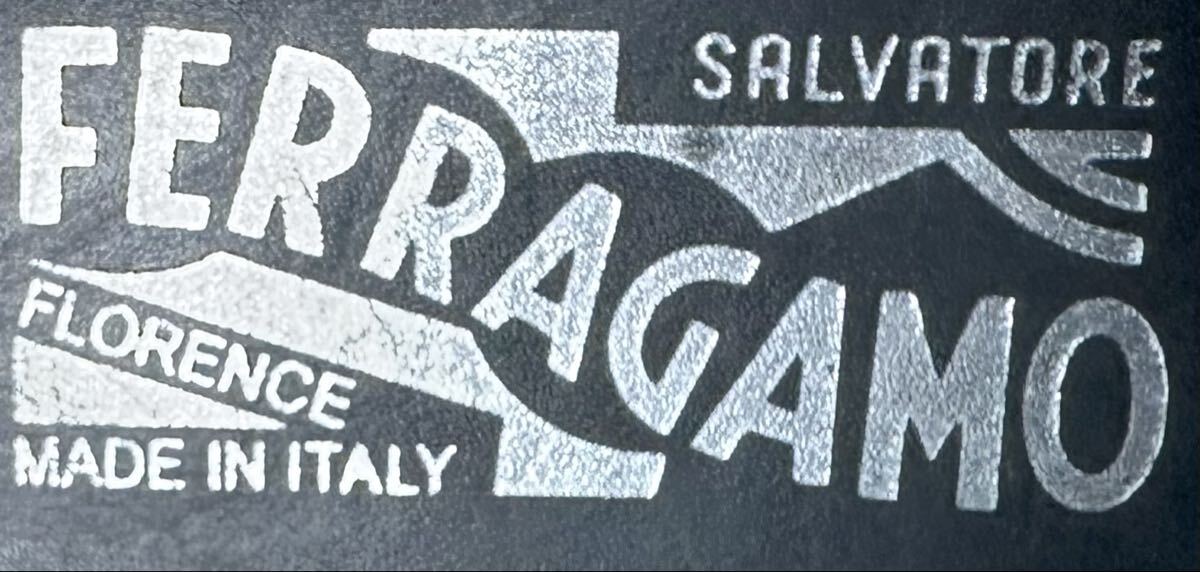 SALVATORE
FERRAGAMO
FLORENCE
MADE IN ITALY